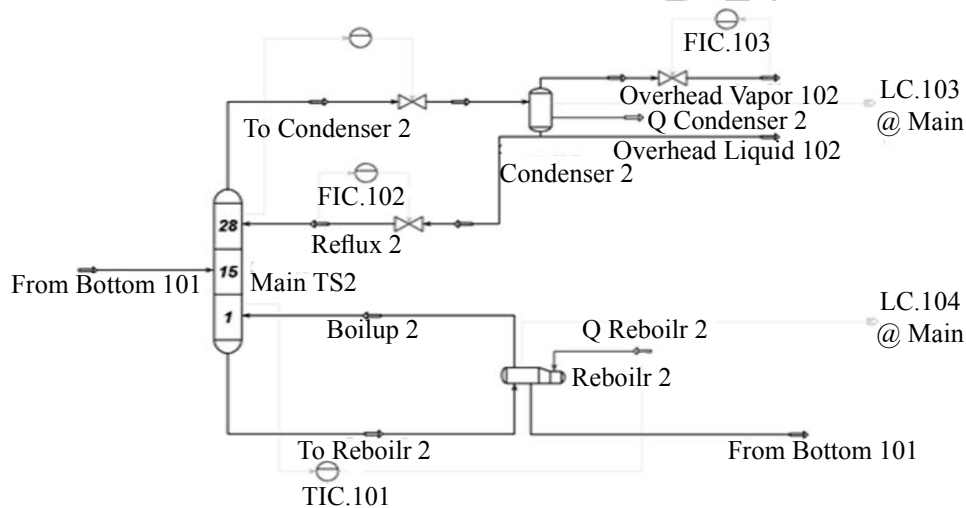 FIC.103
LC.103
@ Main
Overhead Vapor 102
Q Condenser 2
Overhead Liquid 102
To Condenser 2
Condenser 2
FIC.102
Reflux 2
28
15
1
From Bottom 101
Main TS2
Boilup 2
Q Reboilr 2
LC.104
@ Main
Reboilr 2
To Reboilr 2
From Bottom 101
TIC.101